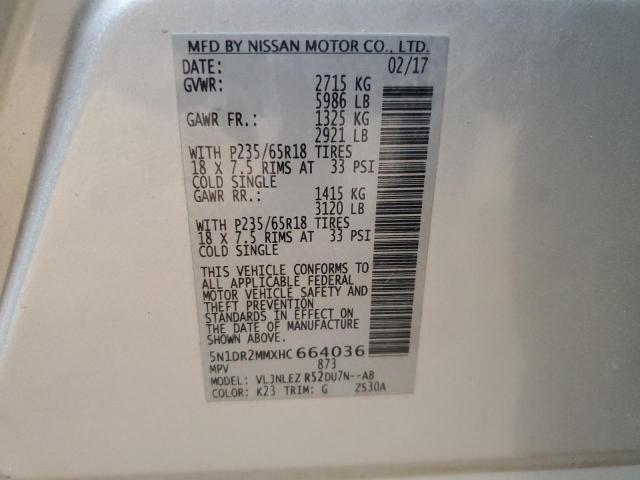 MFD BY NISSAN MOTOR CO., LTD.
DATE: 02/17
GVWR: 2715 KG
5986 LB
GAWR FR.: 1325 KG
2921 LB
WITH P235/65R18 TIRES
18 X 7.5 RIMS AT 33 PSI
COLD SINGLE
GAWR RR.: 1415 KG
3120 LB
WITH P235/65R18 TIRES
18 X 7.5 RIMS AT 33 PSI
COLD SINGLE
THIS VEHICLE CONFORMS TO
ALL APPLICABLE FEDERAL
MOTOR VEHICLE SAFETY AND
THEFT PREVENTION
STANDARDS IN EFFECT ON
THE DATE OF MANUFACTURE
SHOWN ABOVE.
5N1DR2MMXHC664036
MPV 873
MODEL: VLJNLEZ R52DU7N--AB
COLOR: K23 TRIM: G ZS30A